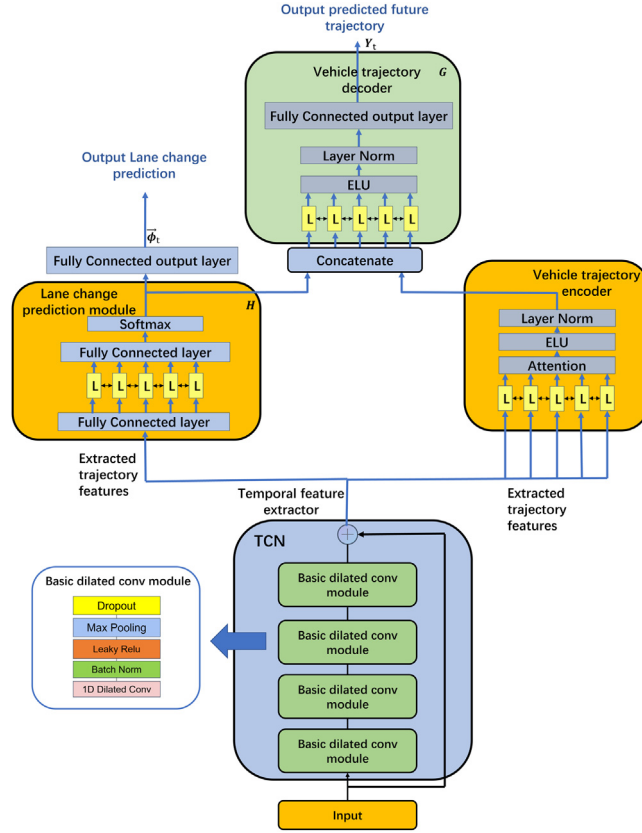 Output predicted future
trajectory
Y_t
Vehicle trajectory
decoder
G
Fully Connected output layer
Layer Norm
ELU
L L L L L
Concatenate
Output Lane change
prediction
ϕ⃗_t
Fully Connected output layer
Lane change
prediction module
H
Softmax
Fully Connected layer
L L L L L
Fully Connected layer
Extracted
trajectory
features
Vehicle trajectory
encoder
Layer Norm
ELU
Attention
L L L L L
Extracted
trajectory
features
Temporal feature
extractor
TCN
+
Basic dilated conv
module
Basic dilated conv
module
Basic dilated conv
module
Basic dilated conv
module
Input
Basic dilated conv module
Dropout
Max Pooling
Leaky Relu
Batch Norm
1D Dilated Conv